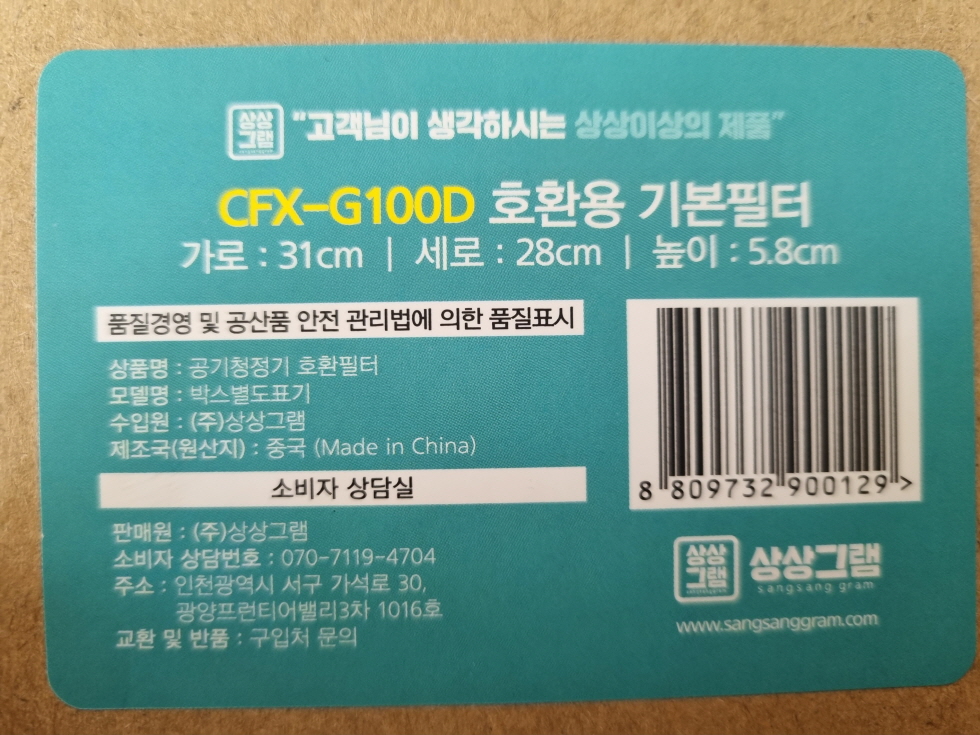 상상그램 "고객님이 생각하시는 상상이상의 제품"
CFX-G100D 호환용 기본필터
가로 : 31cm | 세로 : 28cm | 높이 : 5.8cm
품질경영 및 공산품 안전 관리법에 의한 품질표시
상품명 : 공기청정기 호환필터
모델명 : 박스별도표기
수입원 : (주)상상그램
제조국(원산지) : 중국 (Made in China)
소비자 상담실
판매원 : (주)상상그램
소비자 상담번호 : 070-7119-4704
주소 : 인천광역시 서구 가석로 30,
광양프런티어밸리3차 1016호
교환 및 반품 : 구입처 문의
8 809732 900129 >
상상그램 상상그램
sangsang gram
www.sangsanggram.com